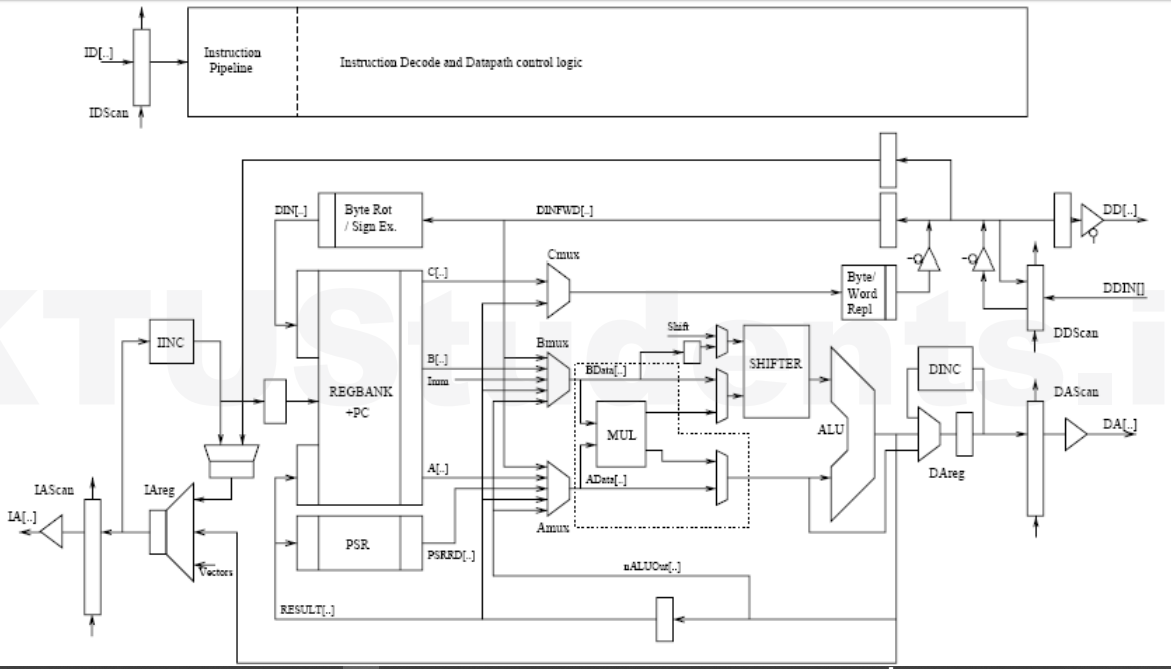 ID[..]
Instruction
Pipeline
Instruction Decode and Datapath control logic
IDScan
DIN[..]
Byte Rot
/ Sign Ex.
DINFWD[..]
DD[..]
Cmux
C[..]
Byte/
Word
Repl
DDIN[]
DDScan
KTUStudents.i
IINC
Shift
SHIFTER
Bmux
B[..]
Imm
BData[..]
REGBANK
+PC
DINC
DAScan
MUL
ALU
DA[..]
DAreg
A[..]
AData[..]
IAScan
IAreg
IA[..]
Amux
PSR
PSRRD[..]
Vectors
nALUOut[..]
RESULT[..]